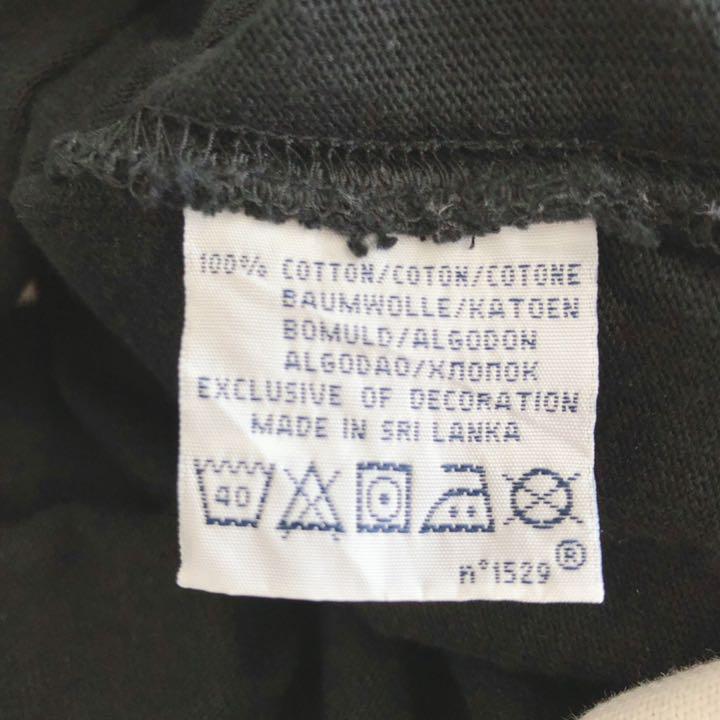 100% COTTON/COTON/COTONE
BAUMWOLLE/KATOEN
BOMULD/ALGODON
ALGODAO/ХЛОПОК
EXCLUSIVE OF DECORATION
MADE IN SRI LANKA
40
n°1529®